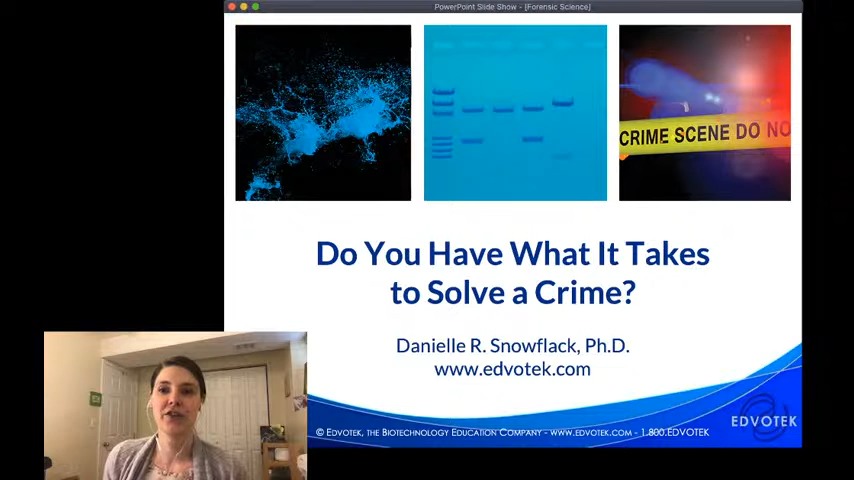 PowerPoint Slide Show - [Forensic Science]
CRIME SCENE DO NO
Do You Have What It Takes
to Solve a Crime?
Danielle R. Snowflack, Ph.D.
www.edvotek.com
© EDVOTEK, THE BIOTECHNOLOGY EDUCATION COMPANY - WWW.EDVOTEK.COM - 1.800.EDVOTEK
EDVOTEK